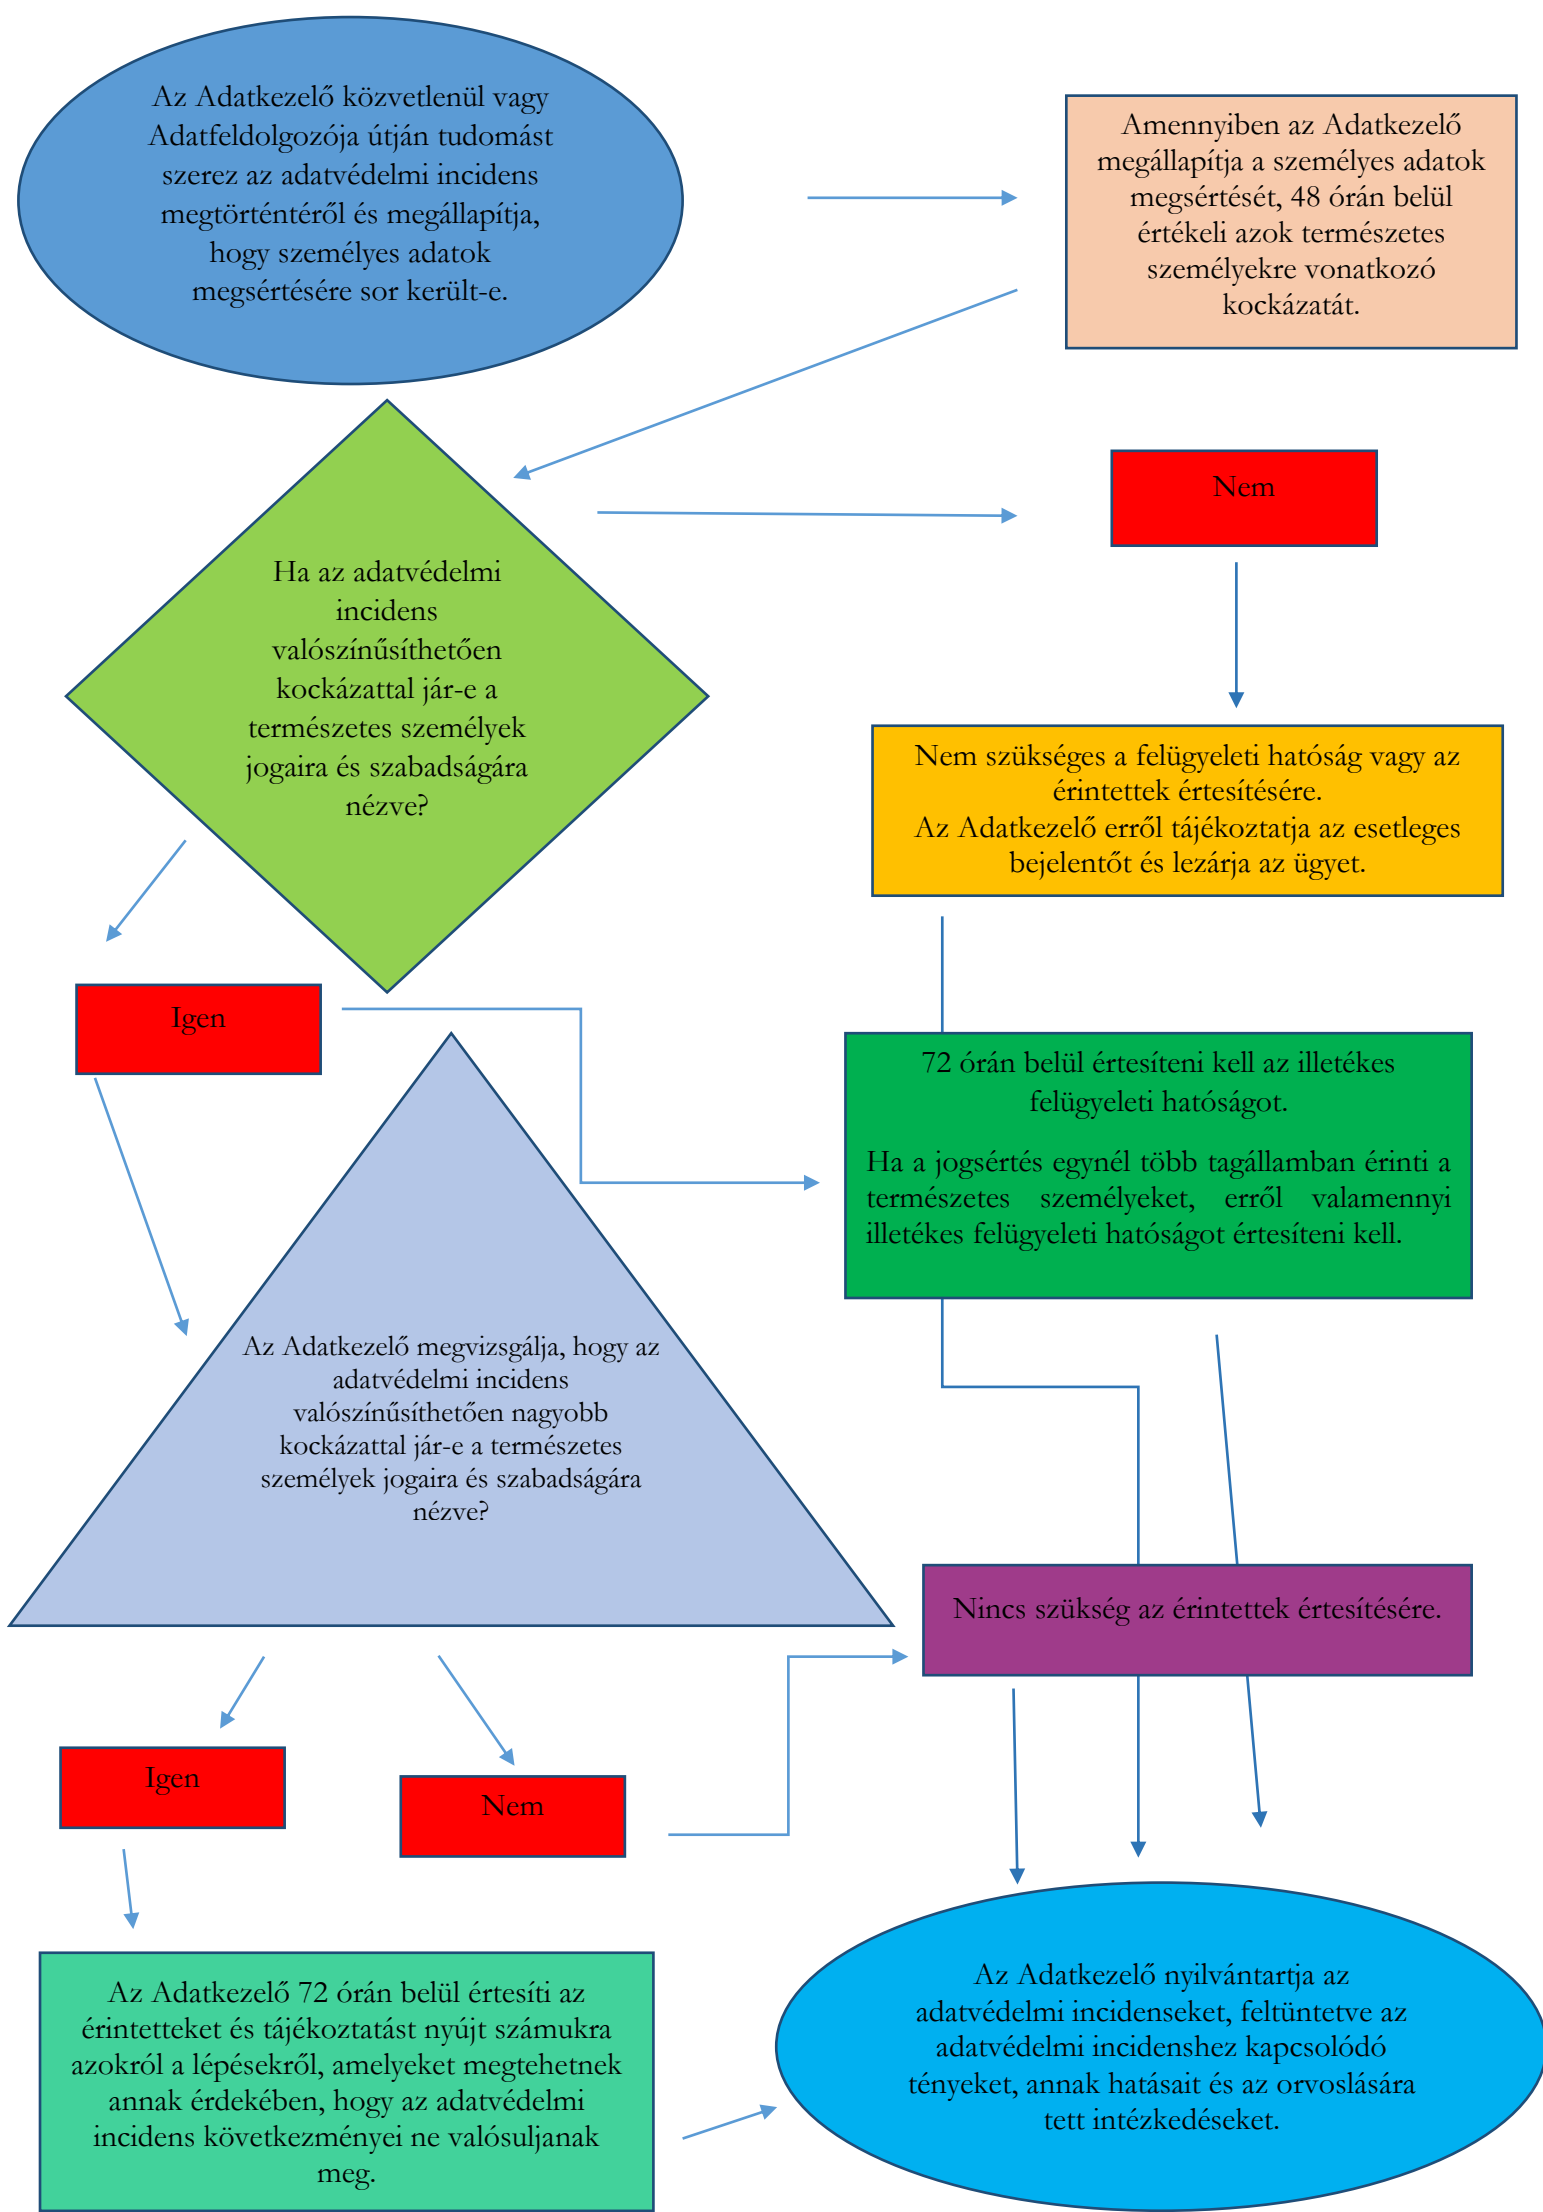 Az Adatkezelő közvetlenül vagy
Adatfeldolgozója útján tudomást
szerez az adatvédelmi incidens
megtörténtéről és megállapítja,
hogy személyes adatok
megsértésére sor került-e.
Amennyiben az Adatkezelő
megállapítja a személyes adatok
megsértését, 48 órán belül
értékeli azok természetes
személyekre vonatkozó
kockázatát.
Nem
Ha az adatvédelmi
incidens
valószínűsíthetően
kockázattal jár-e a
természetes személyek
jogaira és szabadságára
nézve?
Nem szükséges a felügyeleti hatóság vagy az
érintettek értesítésére.
Az Adatkezelő erről tájékoztatja az esetleges
bejelentőt és lezárja az ügyet.
Igen
72 órán belül értesíteni kell az illetékes
felügyeleti hatóságot.
Ha a jogsértés egynél több tagállamban érinti a
természetes személyeket, erről valamennyi
illetékes felügyeleti hatóságot értesíteni kell.
Az Adatkezelő megvizsgálja, hogy az
adatvédelmi incidens
valószínűsíthetően nagyobb
kockázattal jár-e a természetes
személyek jogaira és szabadságára
nézve?
Nincs szükség az érintettek értesítésére.
Igen
Nem
Az Adatkezelő 72 órán belül értesíti az
érintetteket és tájékoztatást nyújt számukra
azokról a lépésekről, amelyeket megtehetnek
annak érdekében, hogy az adatvédelmi
incidens következményei ne valósuljanak
meg.
Az Adatkezelő nyilvántartja az
adatvédelmi incidenseket, feltüntetve az
adatvédelmi incidenshez kapcsolódó
tényeket, annak hatásait és az orvoslására
tett intézkedéseket.